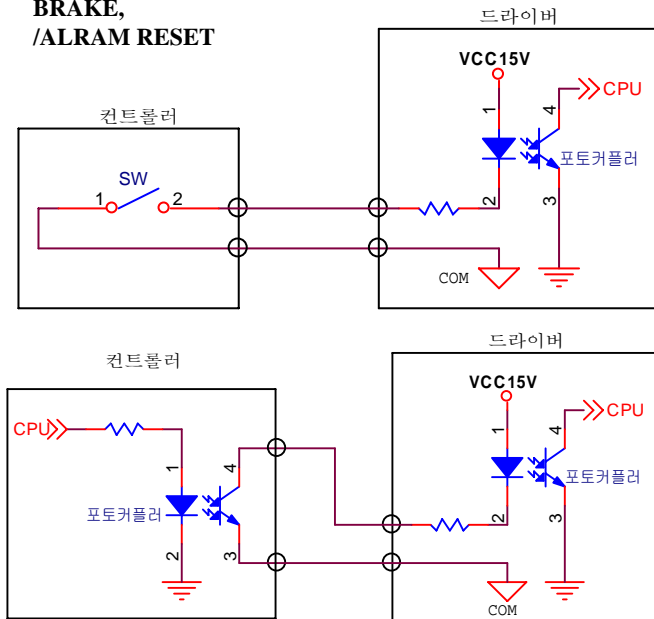 BRAKE,
/ALRAM RESET
드라이버
VCC15V
CPU
1
4
포토커플러
2
3
COM
컨트롤러
SW
1
2
드라이버
VCC15V
CPU
1
4
포토커플러
2
3
COM
컨트롤러
CPU
1
4
포토커플러
2
3